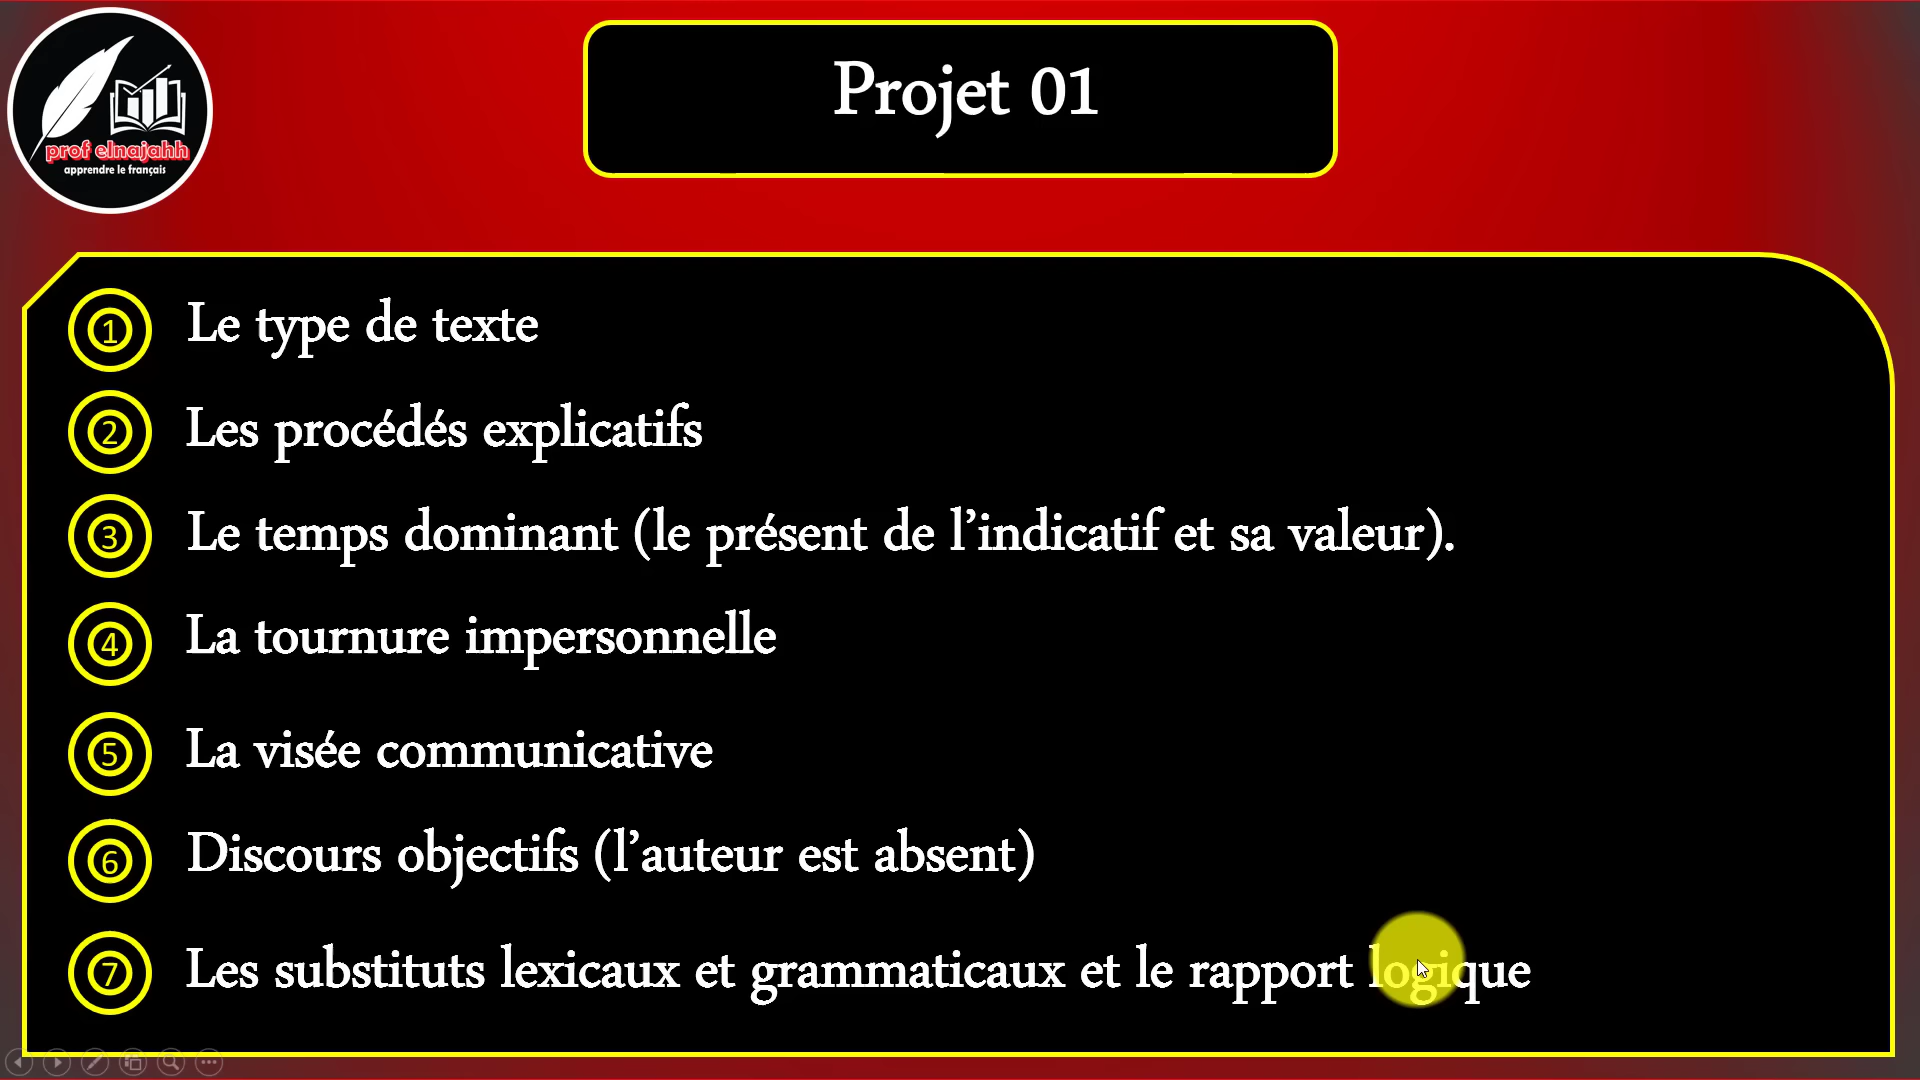 prof elnajahh
apprendre le français
Projet 01
1 Le type de texte
2 Les procédés explicatifs
3 Le temps dominant (le présent de l’indicatif et sa valeur).
4 La tournure impersonnelle
5 La visée communicative
6 Discours objectifs (l’auteur est absent)
7 Les substituts lexicaux et grammaticaux et le rapport logique